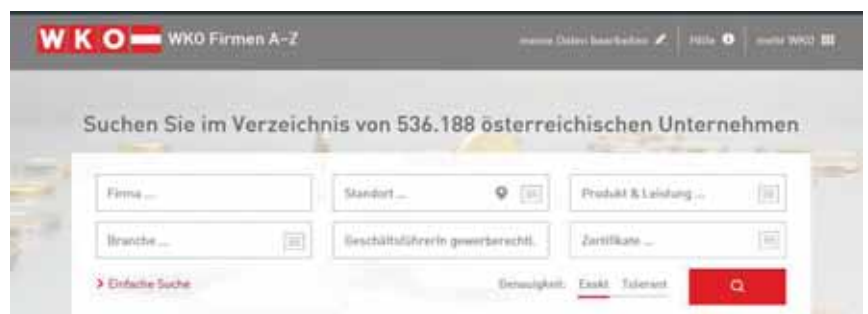 WKO WKO Firmen A–Z meine Daten bearbeiten Hilfe mehr WKO
Suchen Sie im Verzeichnis von 536.188 österreichischen Unternehmen
Firma ... Standort ... Produkt & Leistung ...
Branche ... GeschäftsführerIn gewerberechtl. Zertifikate ...
Einfache Suche Genauigkeit: Exakt Tolerant